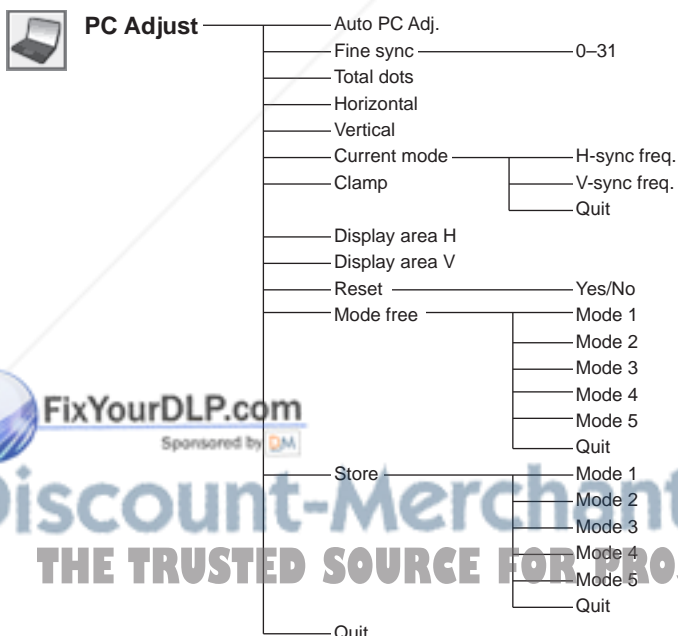 PC Adjust
Auto PC Adj.
Fine sync 0–31
Total dots
Horizontal
Vertical
Current mode H-sync freq.
Clamp V-sync freq.
Quit
Display area H
Display area V
Reset Yes/No
Mode free Mode 1
Mode 2
Mode 3
Mode 4
Mode 5
Quit
FixYourDLP.com
Sponsored by DM
Store Mode 1
Mode 2
Mode 3
Mode 4
Mode 5
Quit
Discount-Merchant
THE TRUSTED SOURCE FOR PROS
Quit